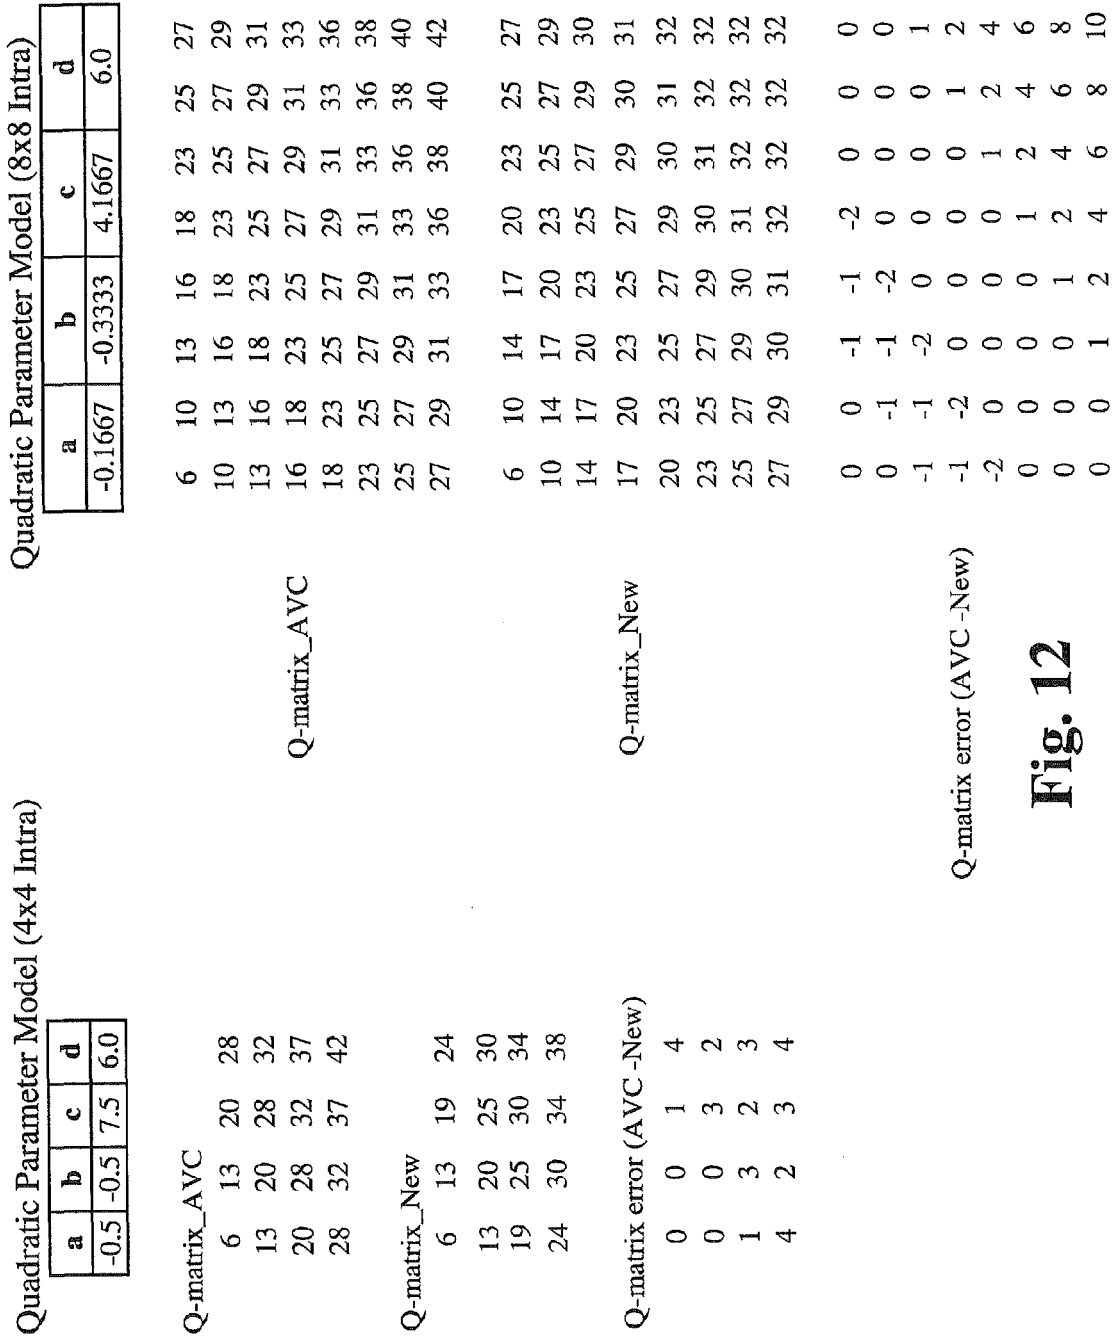 Quadratic Parameter Model (4x4 Intra)
a b c d
-0.5 -0.5 7.5 6.0
Q-matrix_AVC
6 13 20 28
13 20 28 32
20 28 32 37
28 32 37 42
Q-matrix_New
6 13 19 24
13 20 25 30
19 25 30 34
24 30 34 38
Q-matrix error (AVC -New)
0 0 1 4
0 0 3 2
1 3 2 3
4 2 3 4
Quadratic Parameter Model (8x8 Intra)
a b c d
-0.1667 -0.3333 4.1667 6.0
Q-matrix_AVC
6 10 13 16 18 23 25 27
10 13 16 18 23 25 27 29
13 16 18 23 25 27 29 31
16 18 23 25 27 29 31 33
18 23 25 27 29 31 33 36
23 25 27 29 31 33 36 38
25 27 29 31 33 36 38 40
27 29 31 33 36 38 40 42
Q-matrix_New
6 10 14 17 20 23 25 27
10 14 17 20 23 25 27 29
14 17 20 23 25 27 29 30
17 20 23 25 27 29 30 31
20 23 25 27 29 30 31 32
23 25 27 29 30 31 32 32
25 27 29 30 31 32 32 32
27 29 30 31 32 32 32 32
Q-matrix error (AVC -New)
0 0 -1 -1 -2 0 0 0
0 -1 -1 -2 0 0 0 0
-1 -1 -2 0 0 0 0 1
-1 -2 0 0 0 0 1 2
-2 0 0 0 0 1 2 4
0 0 0 0 1 2 4 6
0 0 0 1 2 4 6 8
0 0 1 2 4 6 8 10
Fig. 12